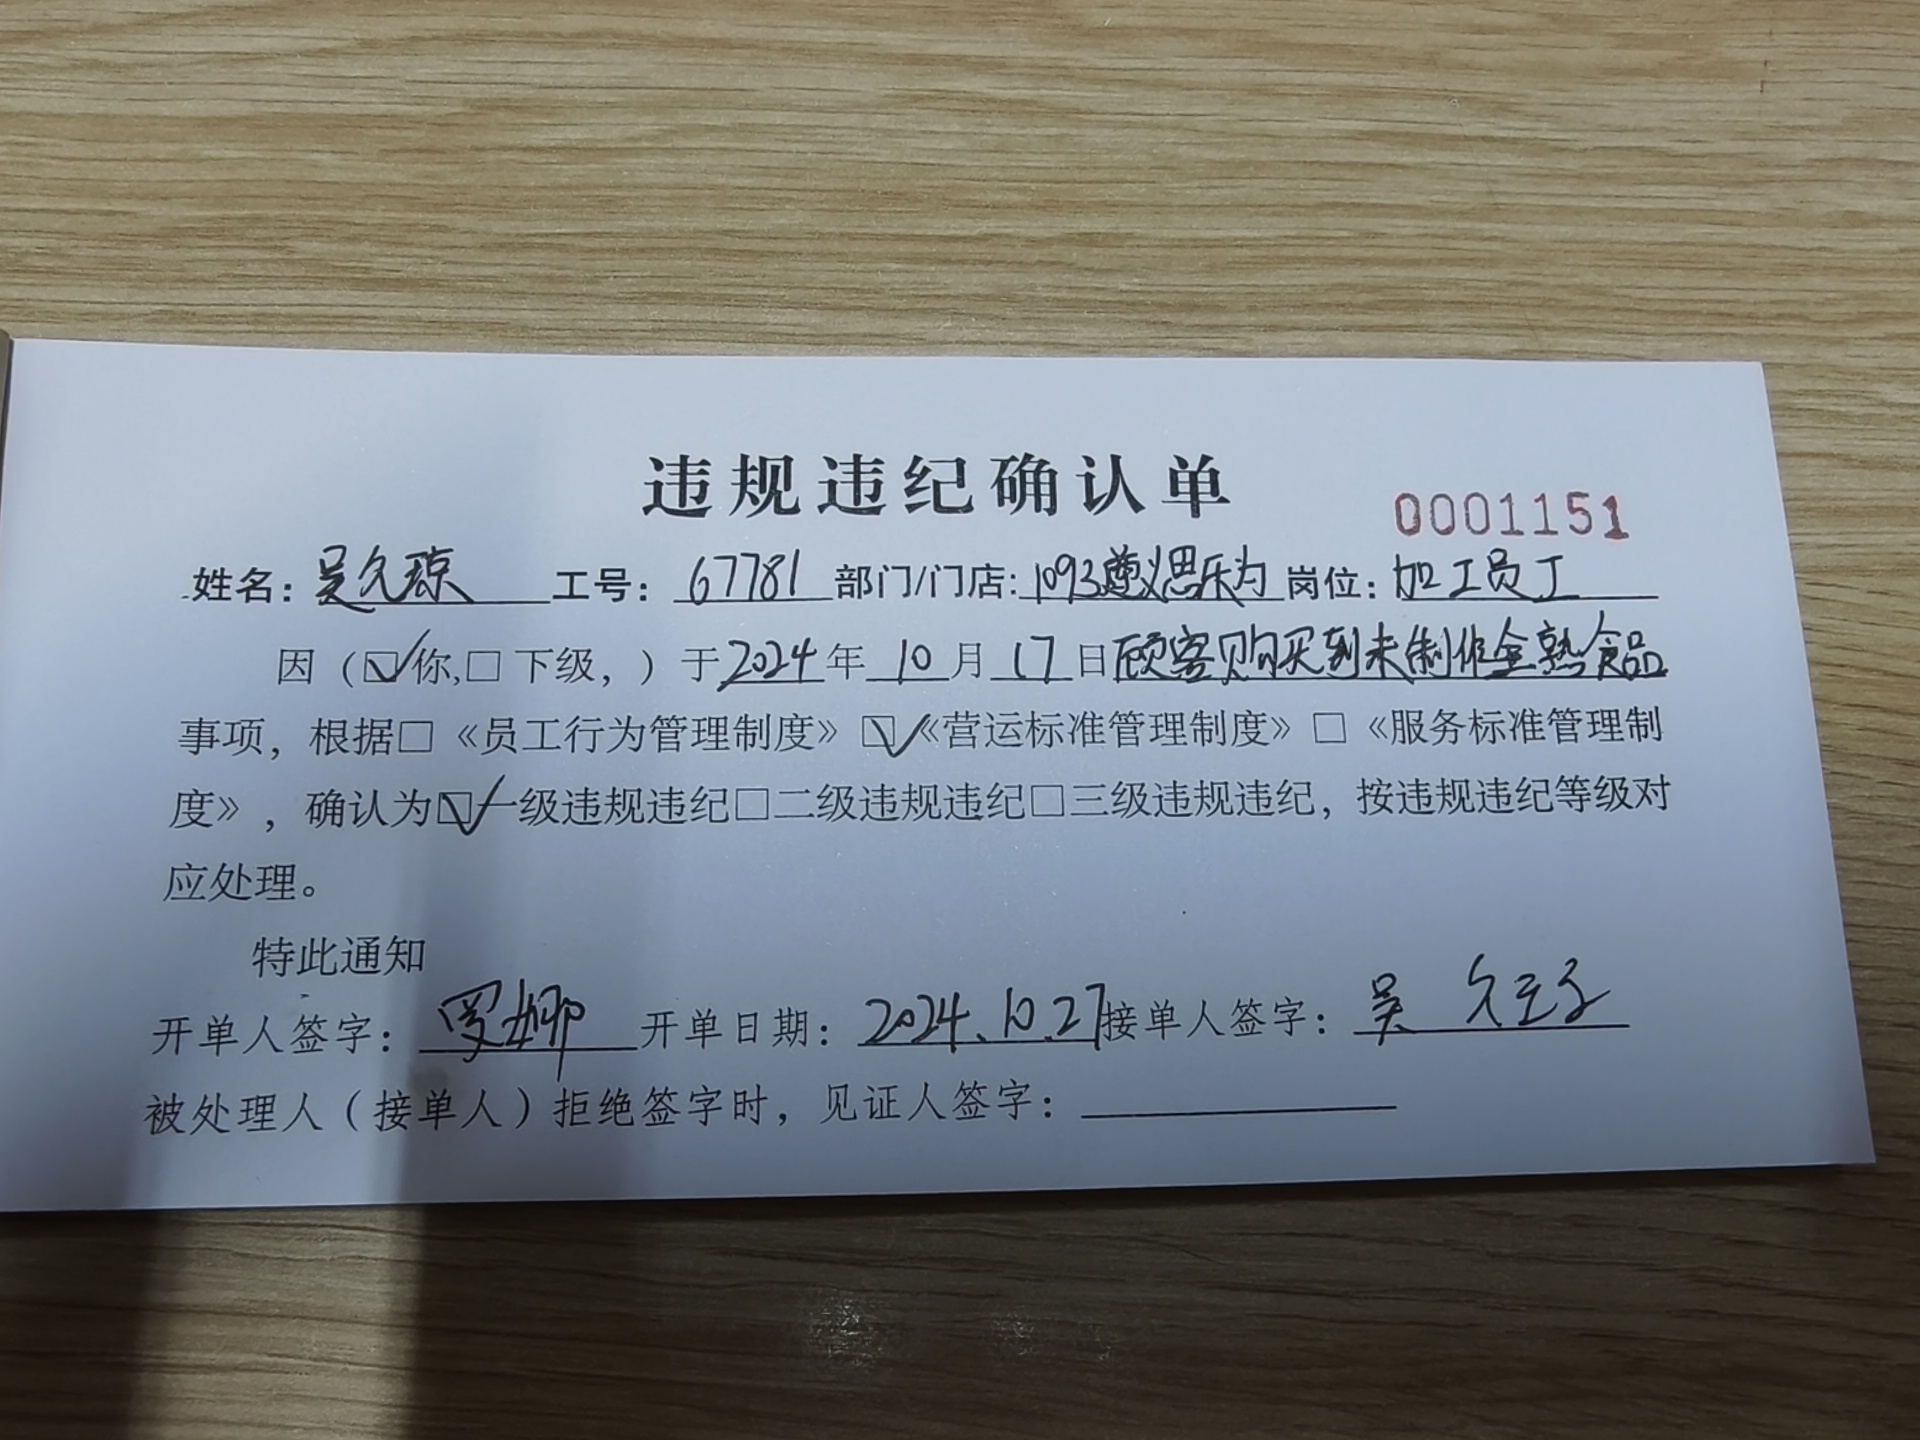 违规违纪确认单
0001151
姓名：吴久琼 工号：67781 部门/门店：1093遵义思乐为 岗位：加工员工
因（☑你,□下级，）于2024年10月17日顾客购买到未制作全熟食品
事项，根据□《员工行为管理制度》☑《营运标准管理制度》□《服务标准管理制
度》，确认为☑一级违规违纪□二级违规违纪□三级违规违纪，按违规违纪等级对
应处理。
特此通知
开单人签字：罗娜 开单日期：2024.10.27 接单人签字：吴久
被处理人（接单人）拒绝签字时，见证人签字：